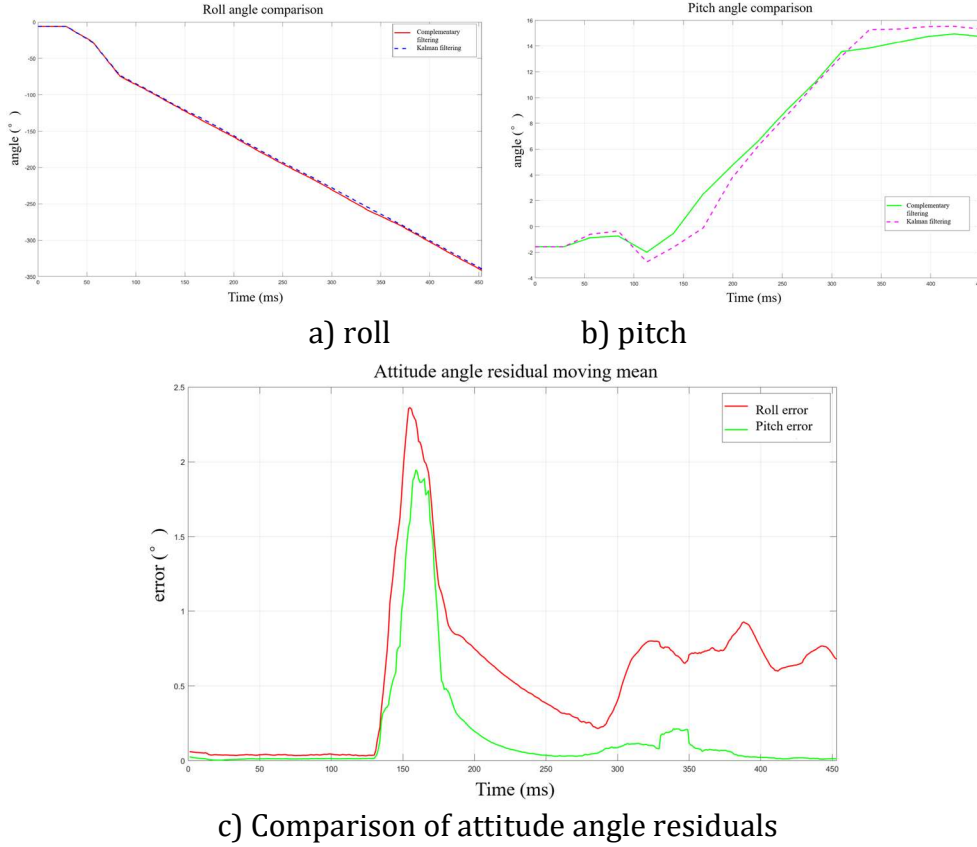 Roll angle comparison
Complementary
filtering
Kalman filtering
angle(°)
0
-50
-100
-150
-200
-250
-300
-350
0 50 100 150 200 250 300 350 400 450
Time (ms)
a) roll
Pitch angle comparison
Complementary
filtering
Kalman filtering
angle(°)
16
14
12
10
8
6
4
2
0
-2
-4
0 50 100 150 200 250 300 350 400
Time (ms)
b) pitch
Attitude angle residual moving mean
Roll error
Pitch error
error(°)
2.5
2
1.5
1
0.5
0
0 50 100 150 200 250 300 350 400 450
Time (ms)
c) Comparison of attitude angle residuals